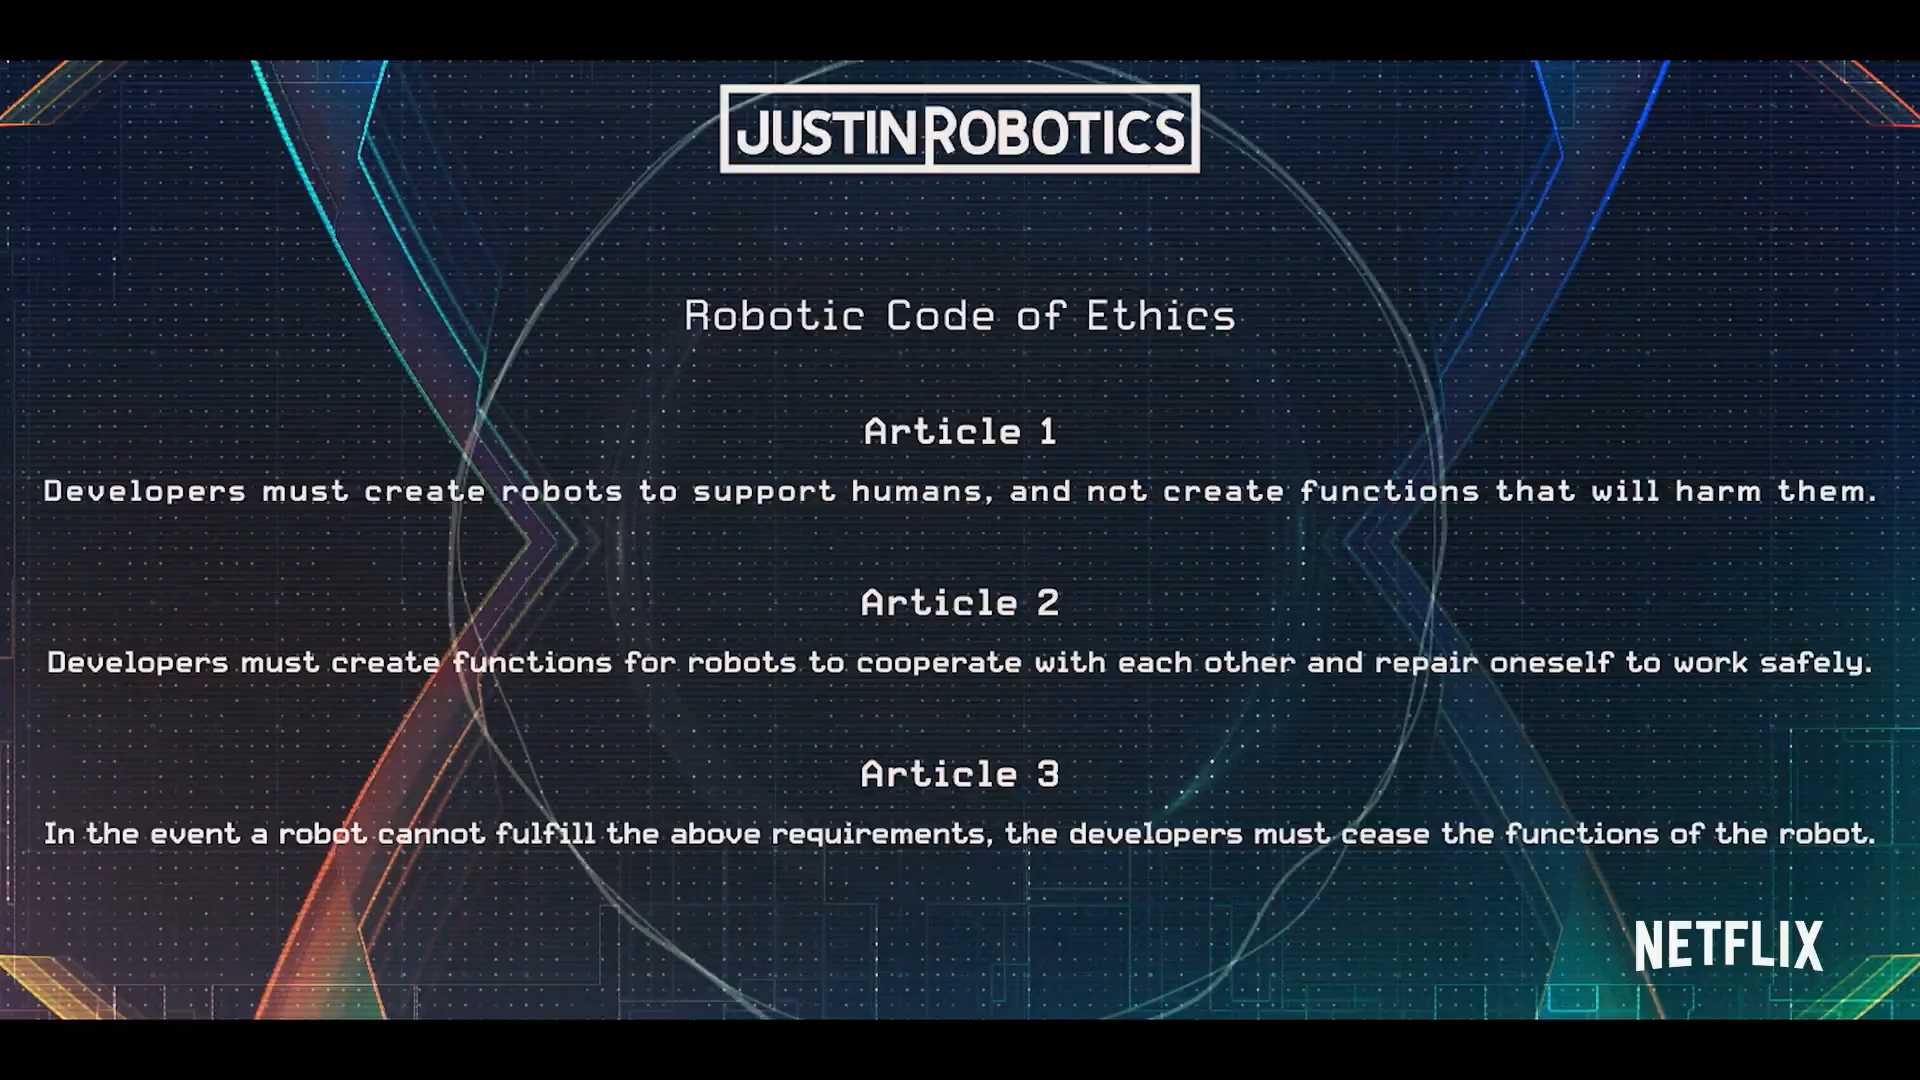 JUSTIN ROBOTICS
Robotic Code of Ethics
Article 1
Developers must create robots to support humans, and not create functions that will harm them.
Article 2
Developers must create functions for robots to cooperate with each other and repair oneself to work safely.
Article 3
In the event a robot cannot fulfill the above requirements, the developers must cease the functions of the robot.
NETFLIX